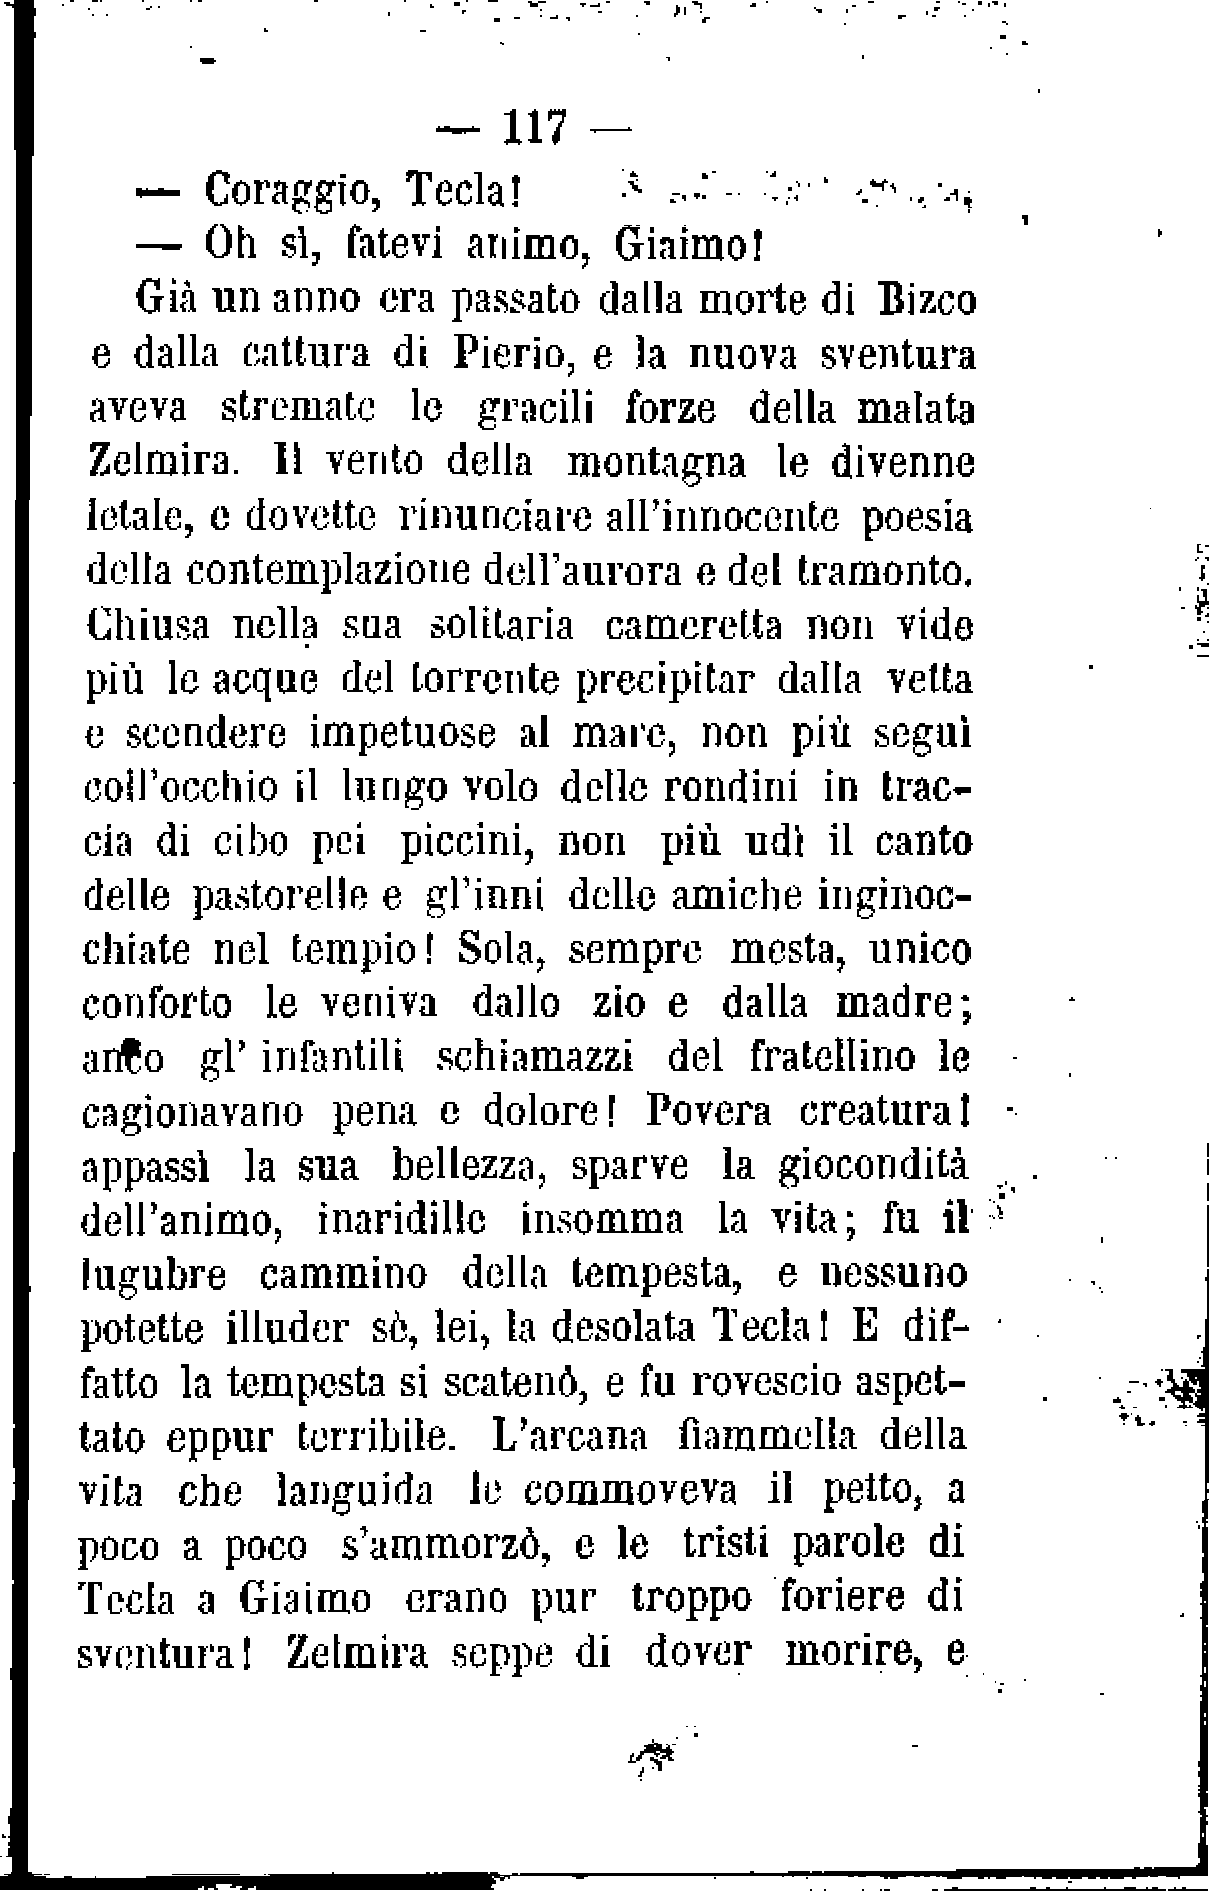 — 117 —
— Coraggio, Tecla!
— Oh sì, fatevi animo, Giaimo!
Già un anno era passato dalla morte di Bizco
e dalla cattura di Pierio, e la nuova sventura
aveva stremate le gracili forze della malata
Zelmira. Il vento della montagna le divenne
letale, e dovette rinunciare all'innocente poesia
della contemplazione dell'aurora e del tramonto.
Chiusa nella sua solitaria cameretta non vide
più le acque del torrente precipitar dalla vetta
e scendere impetuose al mare, non più seguì
coll'occhio il lungo volo delle rondini in trac-
cia di cibo pei piccini, non più udì il canto
delle pastorelle e gl'inni delle amiche inginoc-
chiate nel tempio! Sola, sempre mesta, unico
conforto le veniva dallo zio e dalla madre;
anco gl' infantili schiamazzi del fratellino le
cagionavano pena e dolore! Povera creatura!
appassì la sua bellezza, sparve la giocondità
dell'animo, inaridille insomma la vita; fu il
lugubre cammino della tempesta, e nessuno
potette illuder sè, lei, la desolata Tecla! E dif-
fatto la tempesta si scatenò, e fu rovescio aspet-
tato eppur terribile. L'arcana fiammella della
vita che languida le commoveva il petto, a
poco a poco s'ammorzò, e le tristi parole di
Tecla a Giaimo erano pur troppo foriere di
sventura! Zelmira seppe di dover morire, e